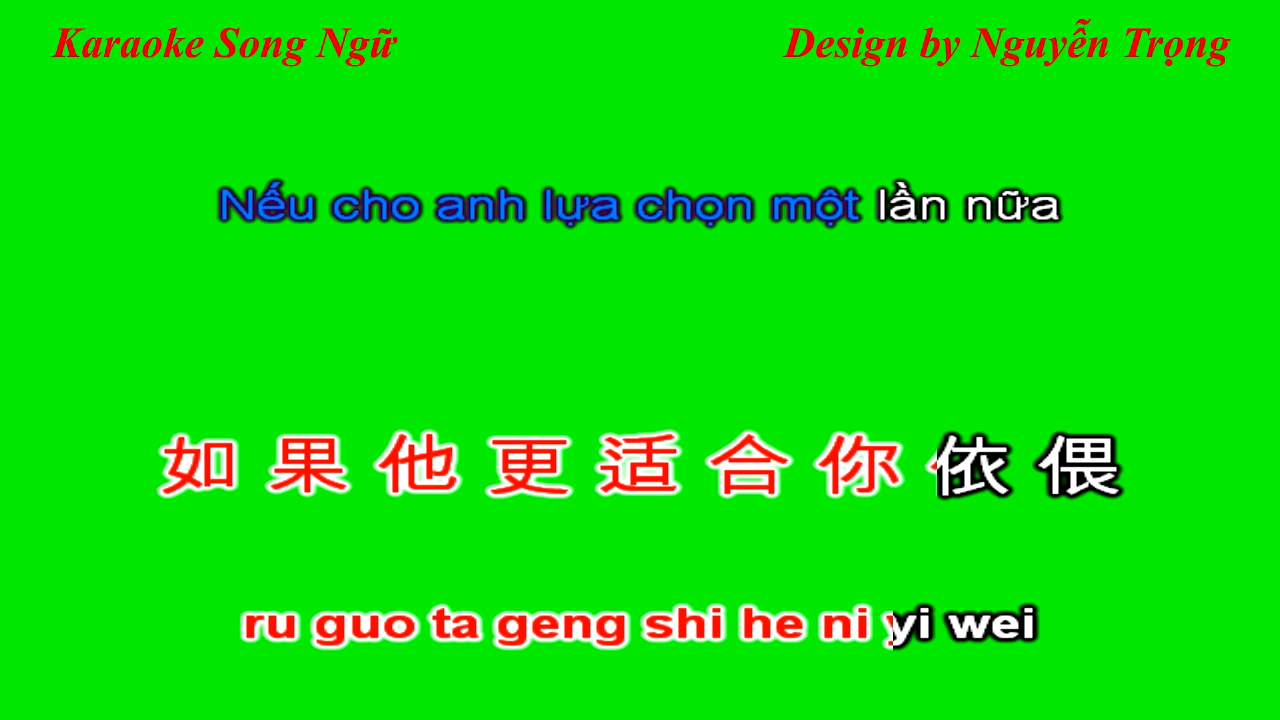 Karaoke Song Ngữ
Design by Nguyễn Trọng
Nếu cho anh lựa chọn một lần nữa
如 果 他 更 适 合 你 依 偎
ru guo ta geng shi he ni yi wei